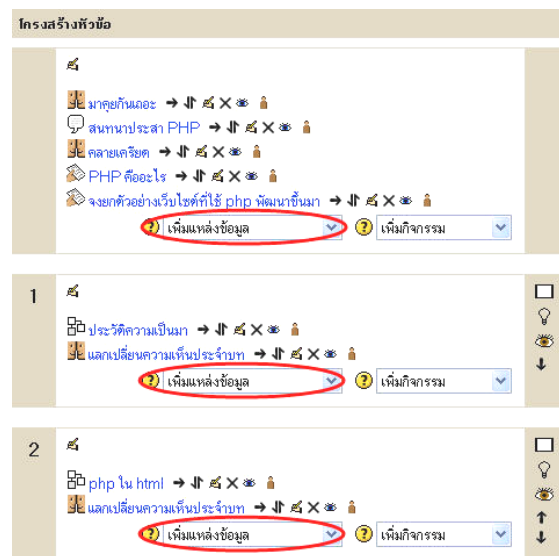 โครงสร้างหัวข้อ
มาคุยกันเถอะ
สนทนาประสา PHP
คลายเครียด
PHP คืออะไร
จงยกตัวอย่างเว็บไซต์ที่ใช้ php พัฒนาขึ้นมา
เพิ่มแหล่งข้อมูล เพิ่มกิจกรรม
1
ประวัติความเป็นมา
แลกเปลี่ยนความเห็นประจำบท
เพิ่มแหล่งข้อมูล เพิ่มกิจกรรม
2
php ใน html
แลกเปลี่ยนความเห็นประจำบท
เพิ่มแหล่งข้อมูล เพิ่มกิจกรรม